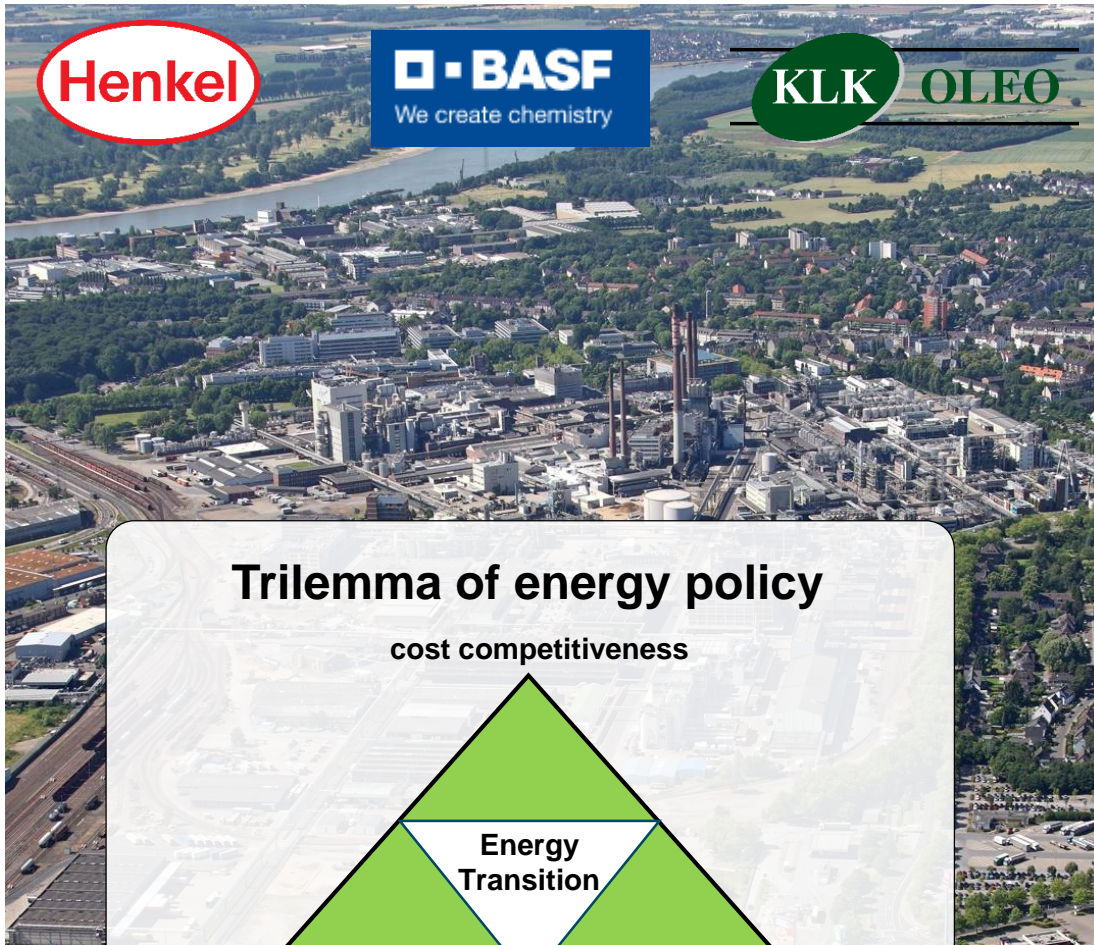 Henkel
BASF
We create chemistry
KLK OLEO
Trilemma of energy policy
cost competitiveness
Energy
Transition